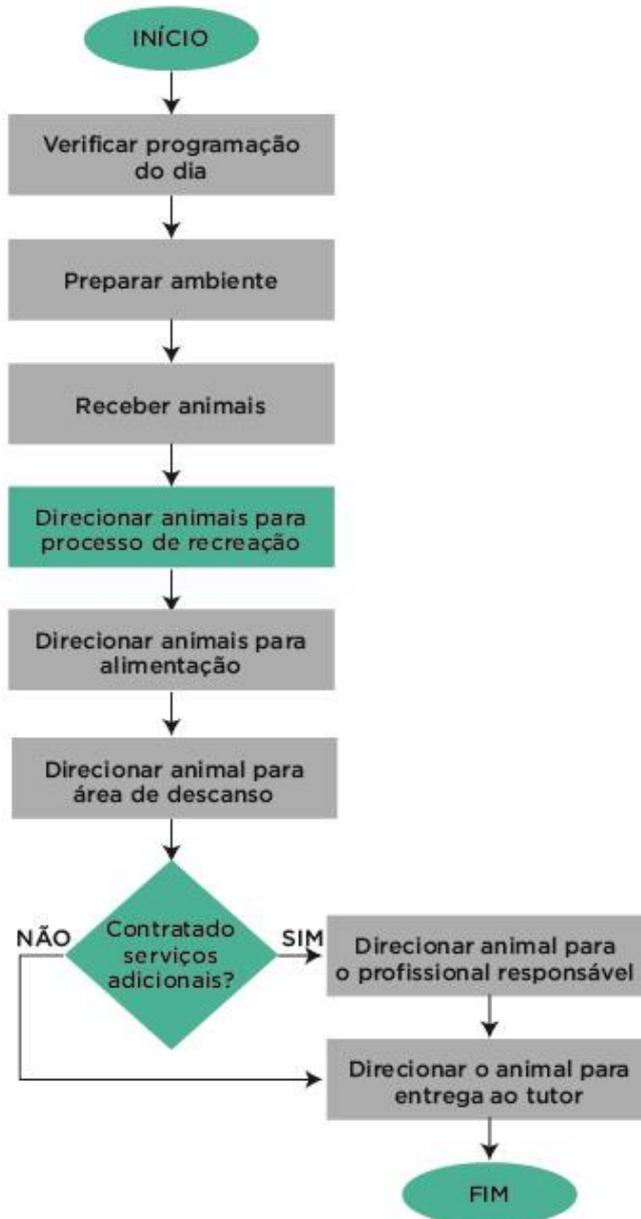 INÍCIO
Verificar programação
do dia
Preparar ambiente
Receber animais
Direcionar animais para
processo de recreação
Direcionar animais para
alimentação
Direcionar animal para
área de descanso
Contratado
serviços
adicionais?
NÃO
SIM
Direcionar animal para
o profissional responsável
Direcionar o animal para
entrega ao tutor
FIM